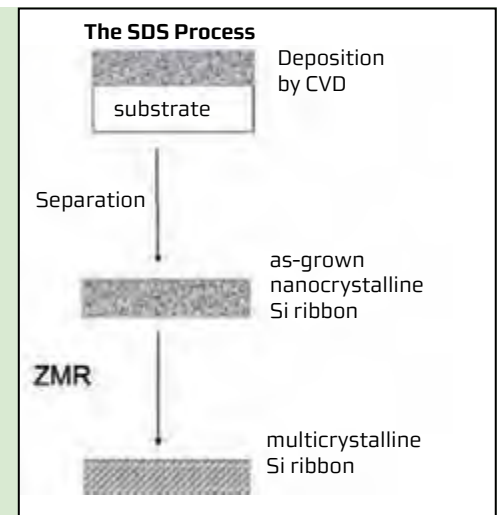 The SDS Process
Deposition
by CVD
substrate
Separation
as-grown
nanocrystalline
Si ribbon
ZMR
multicrystalline
Si ribbon